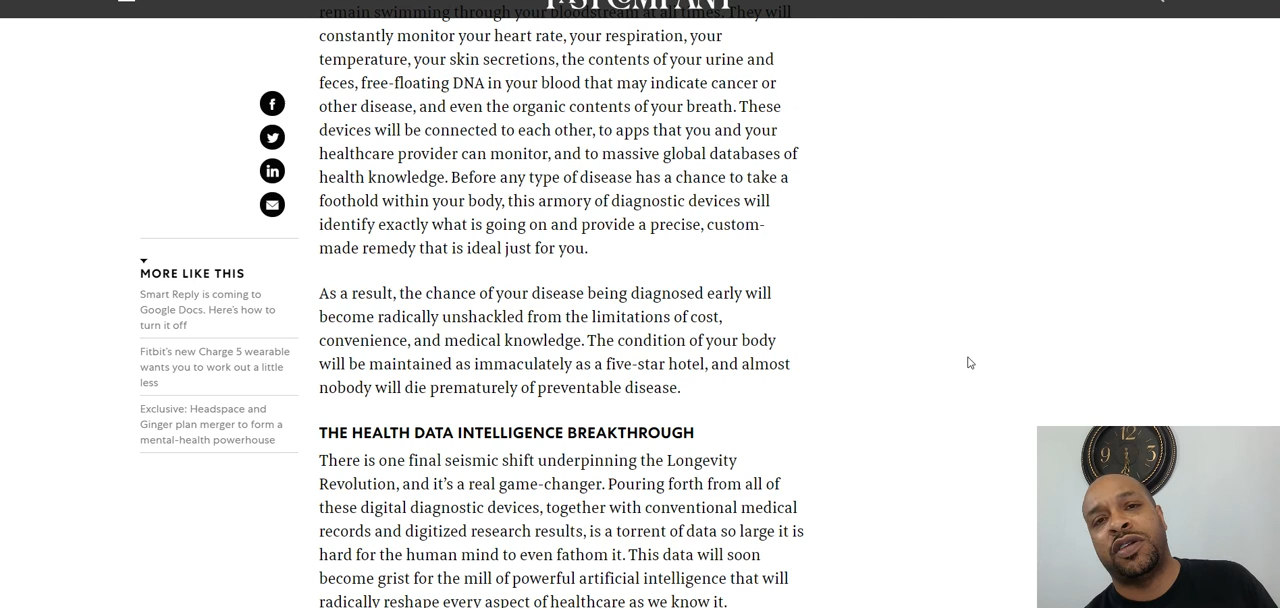 remain swimming through your bloodstream at all times. They will
constantly monitor your heart rate, your respiration, your
temperature, your skin secretions, the contents of your urine and
feces, free-floating DNA in your blood that may indicate cancer or
other disease, and even the organic contents of your breath. These
devices will be connected to each other, to apps that you and your
healthcare provider can monitor, and to massive global databases of
health knowledge. Before any type of disease has a chance to take a
foothold within your body, this armory of diagnostic devices will
identify exactly what is going on and provide a precise, custom-
made remedy that is ideal just for you.
MORE LIKE THIS
Smart Reply is coming to
Google Docs. Here's how to
turn it off
Fitbit's new Charge 5 wearable
wants you to work out a little
less
Exclusive: Headspace and
Ginger plan merger to form a
mental-health powerhouse
As a result, the chance of your disease being diagnosed early will
become radically unshackled from the limitations of cost,
convenience, and medical knowledge. The condition of your body
will be maintained as immaculately as a five-star hotel, and almost
nobody will die prematurely of preventable disease.
THE HEALTH DATA INTELLIGENCE BREAKTHROUGH
There is one final seismic shift underpinning the Longevity
Revolution, and it's a real game-changer. Pouring forth from all of
these digital diagnostic devices, together with conventional medical
records and digitized research results, is a torrent of data so large it is
hard for the human mind to even fathom it. This data will soon
become grist for the mill of powerful artificial intelligence that will
radically reshape every aspect of healthcare as we know it.
12
9
3